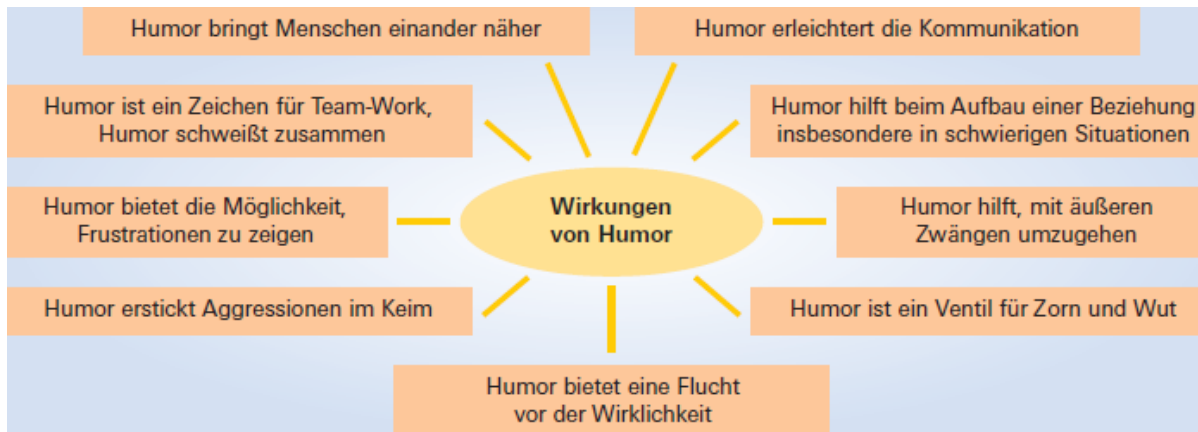 Humor bringt Menschen einander näher
Humor erleichtert die Kommunikation
Humor ist ein Zeichen für Team-Work,
Humor schweißt zusammen
Humor hilft beim Aufbau einer Beziehung
insbesondere in schwierigen Situationen
Humor bietet die Möglichkeit,
Frustrationen zu zeigen
Wirkungen
von Humor
Humor hilft, mit äußeren
Zwängen umzugehen
Humor erstickt Aggressionen im Keim
Humor ist ein Ventil für Zorn und Wut
Humor bietet eine Flucht
vor der Wirklichkeit